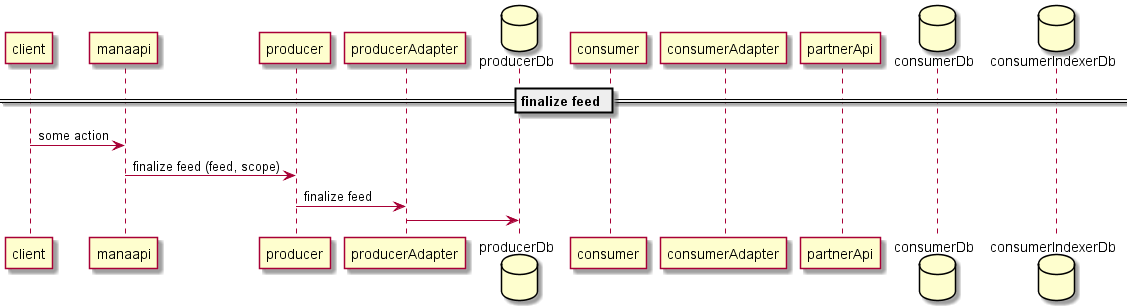 client
manaapi
producer
producerAdapter
producerDb
consumer
consumerAdapter
partnerApi
consumerDb
consumerIndexerDb
finalize feed
some action
finalize feed (feed, scope)
finalize feed
client
manaapi
producer
producerAdapter
producerDb
consumer
consumerAdapter
partnerApi
consumerDb
consumerIndexerDb